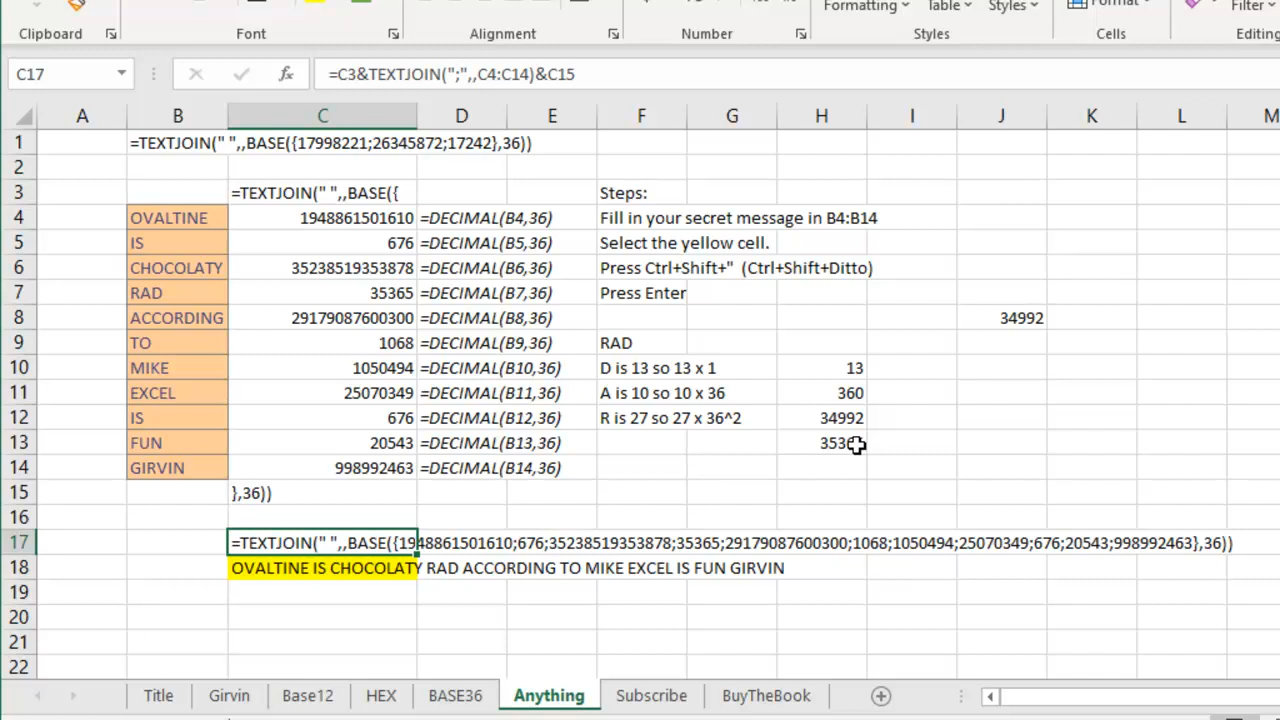 Formatting Table Styles Format Filter
Clipboard Font Alignment Number Styles Cells Editing
C17 fx =C3&TEXTJOIN(";",,C4:C14)&C15
A B C D E F G H I J K L M
1 =TEXTJOIN(" ",,BASE({17998221;26345872;17242},36))
2
3 =TEXTJOIN(" ",,BASE({ Steps:
4 OVALTINE 1948861501610 =DECIMAL(B4,36) Fill in your secret message in B4:B14
5 IS 676 =DECIMAL(B5,36) Select the yellow cell.
6 CHOCOLATY 35238519353878 =DECIMAL(B6,36) Press Ctrl+Shift+" (Ctrl+Shift+Ditto)
7 RAD 35365 =DECIMAL(B7,36) Press Enter
8 ACCORDING 29179087600300 =DECIMAL(B8,36) 34992
9 TO 1068 =DECIMAL(B9,36) RAD
10 MIKE 1050494 =DECIMAL(B10,36) D is 13 so 13 x 1 13
11 EXCEL 25070349 =DECIMAL(B11,36) A is 10 so 10 x 36 360
12 IS 676 =DECIMAL(B12,36) R is 27 so 27 x 36^2 34992
13 FUN 20543 =DECIMAL(B13,36)
14 GIRVIN 998992463 =DECIMAL(B14,36)
15 },36))
16
17 =TEXTJOIN(" ",,BASE({1948861501610;676;35238519353878;35365;29179087600300;1068;1050494;25070349;676;20543;998992463},36))
18 OVALTINE IS CHOCOLATY RAD ACCORDING TO MIKE EXCEL IS FUN GIRVIN
19
20
21
22
Title Girvin Base12 HEX BASE36 Anything Subscribe BuyTheBook